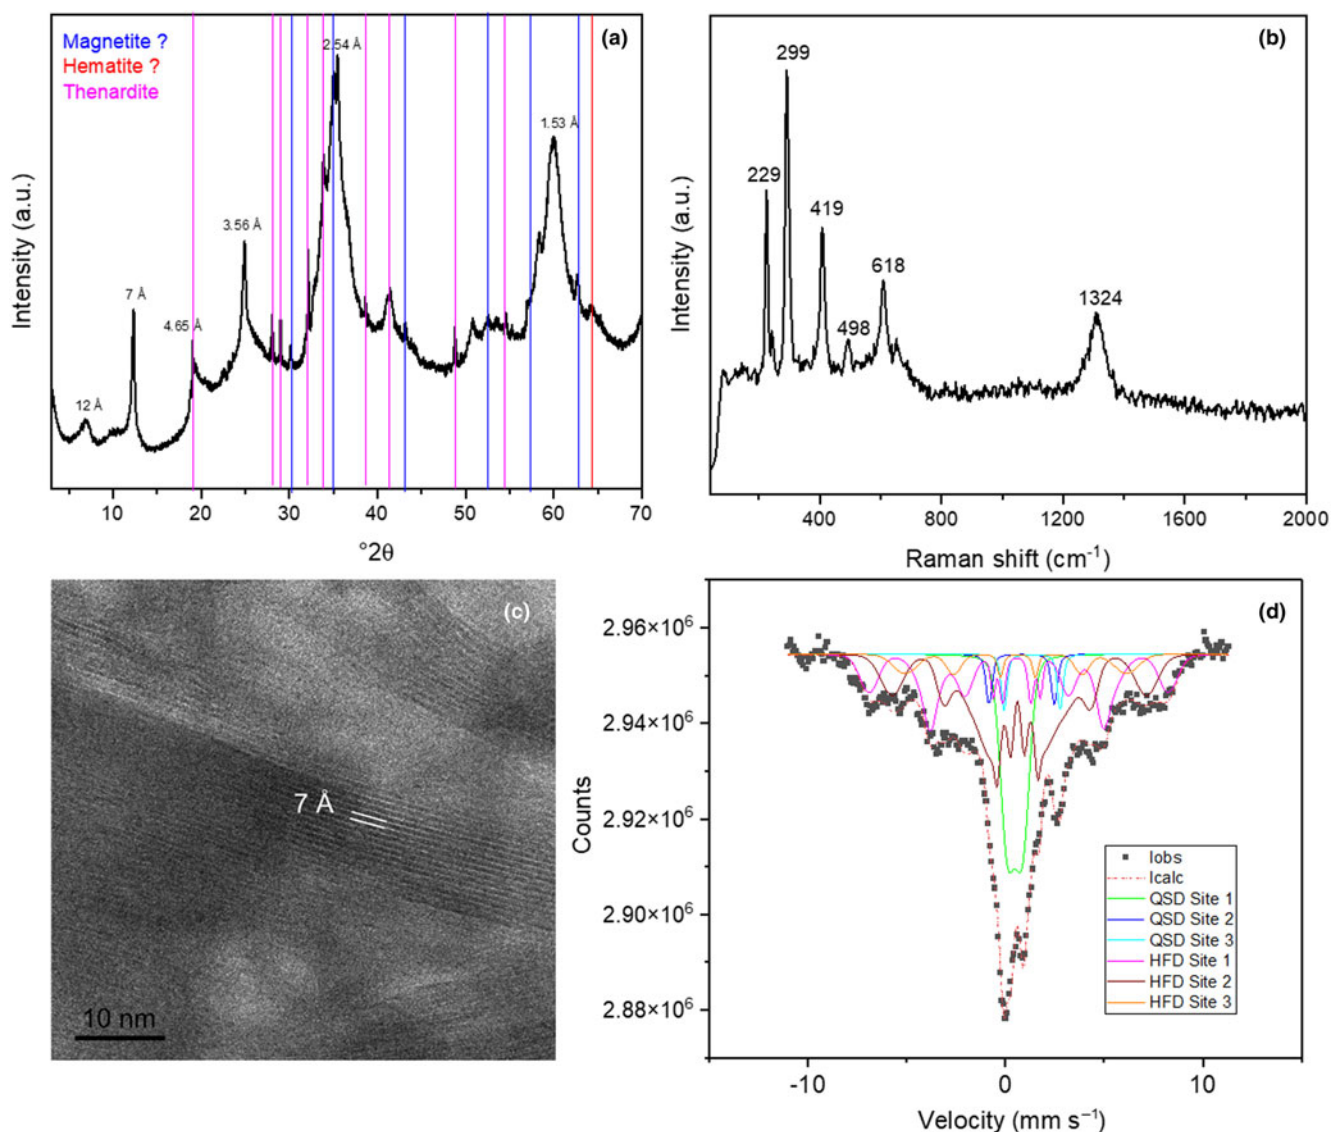 (a)
Magnetite ?
Hematite ?
Thenardite
2.54 Å
1.53 Å
3.56 Å
7 Å
4.65 Å
12 Å
Intensity (a.u.)
10 20 30 40 50 60 70
°2θ
(b)
299
229
419
618
498
1324
Intensity (a.u.)
400 800 1200 1600 2000
Raman shift (cm⁻¹)
(c)
7 Å
10 nm
(d)
2.96×10⁶
2.94×10⁶
2.92×10⁶
2.90×10⁶
2.88×10⁶
Counts
Iobs
Icalc
QSD Site 1
QSD Site 2
QSD Site 3
HFD Site 1
HFD Site 2
HFD Site 3
-10 0 10
Velocity (mm s⁻¹)